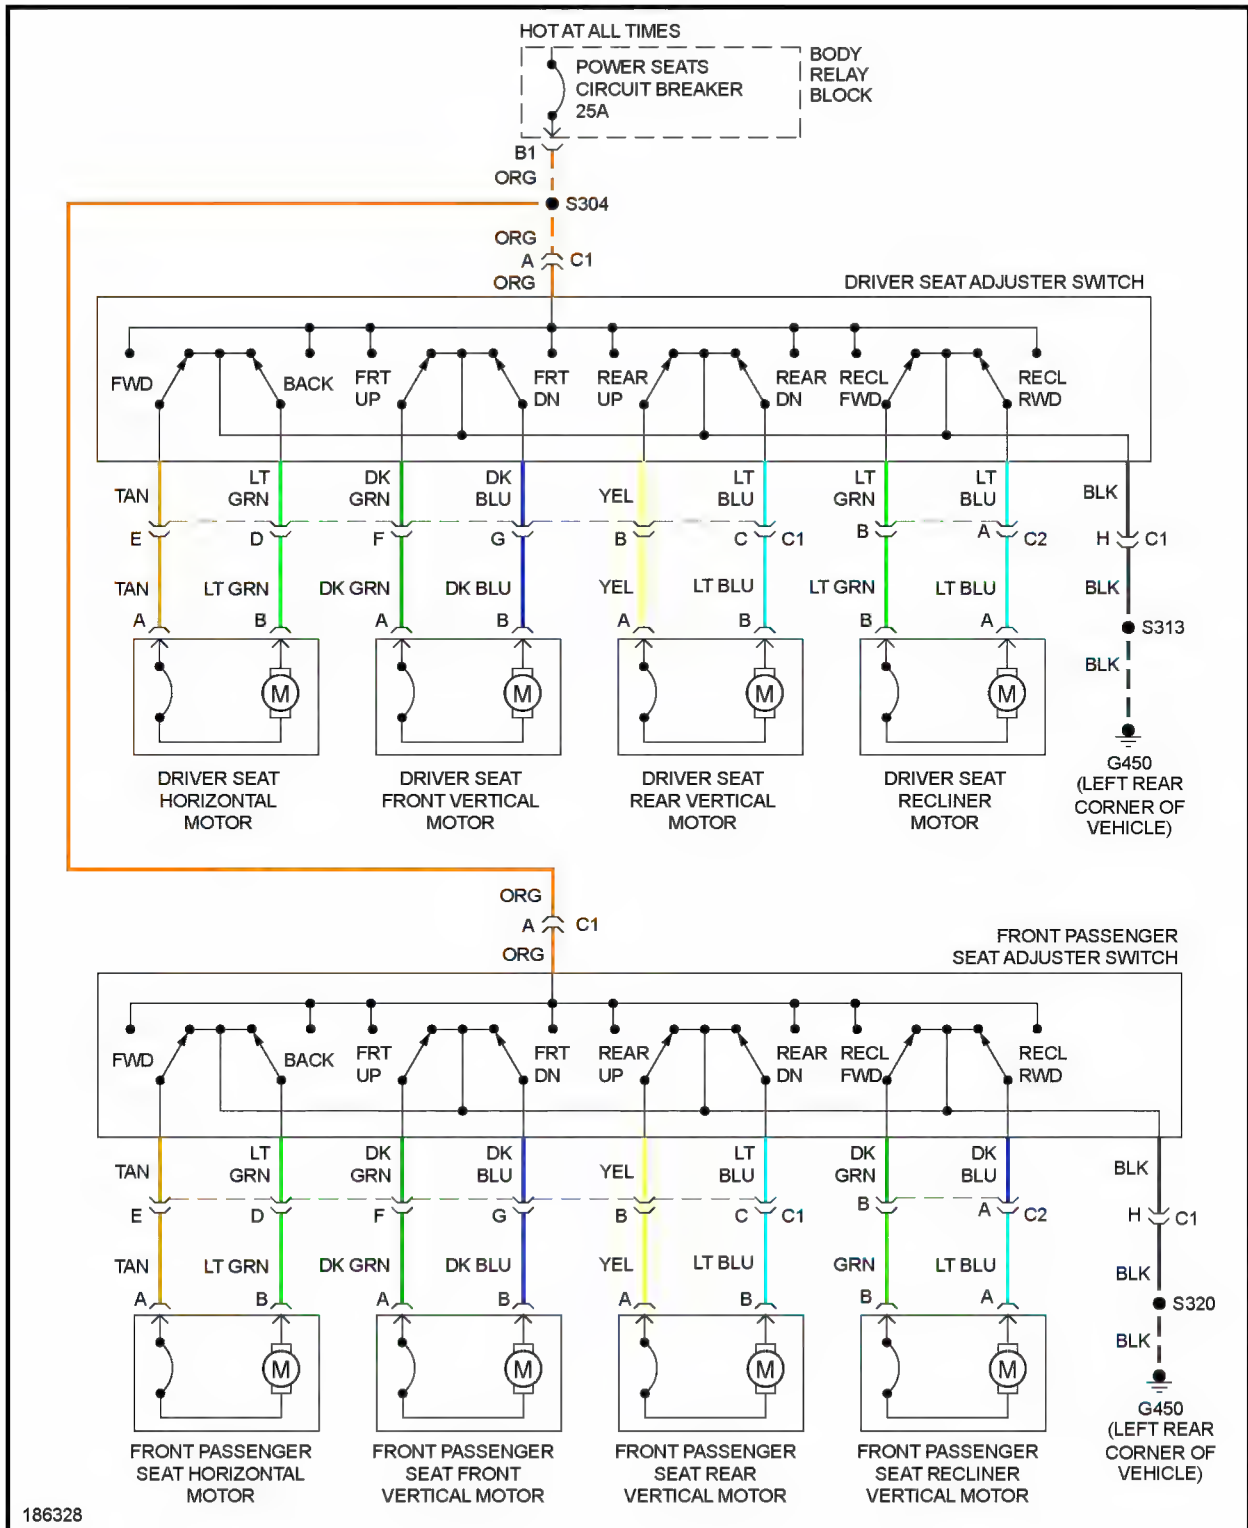 HOT AT ALL TIMES
POWER SEATS
CIRCUIT BREAKER
25A
BODY
RELAY
BLOCK
B1
ORG
S304
ORG
A C1
ORG
DRIVER SEAT ADJUSTER SWITCH
FWD
BACK
FRT
UP
FRT
DN
REAR
UP
REAR
DN
RECL
FWD
RECL
RWD
TAN
LT
GRN
DK
GRN
DK
BLU
YEL
LT
BLU
LT
GRN
LT
BLU
BLK
E D F G B C C1 B A C2 H C1
TAN LT GRN DK GRN DK BLU YEL LT BLU LT GRN LT BLU BLK
A B A B A B B A S313
BLK
M M M M
DRIVER SEAT
HORIZONTAL
MOTOR
DRIVER SEAT
FRONT VERTICAL
MOTOR
DRIVER SEAT
REAR VERTICAL
MOTOR
DRIVER SEAT
RECLINER
MOTOR
G450
(LEFT REAR
CORNER OF
VEHICLE)
ORG
A C1
ORG
FRONT PASSENGER
SEAT ADJUSTER SWITCH
FWD
BACK
FRT
UP
FRT
DN
REAR
UP
REAR
DN
RECL
FWD
RECL
RWD
TAN
LT
GRN
DK
GRN
DK
BLU
YEL
LT
BLU
DK
GRN
DK
BLU
BLK
E D F G B C C1 B A C2 H C1
TAN LT GRN DK GRN DK BLU YEL LT BLU GRN LT BLU BLK
A B A B A B B A S320
BLK
M M M M
FRONT PASSENGER
SEAT HORIZONTAL
MOTOR
FRONT PASSENGER
SEAT FRONT
VERTICAL MOTOR
FRONT PASSENGER
SEAT REAR
VERTICAL MOTOR
FRONT PASSENGER
SEAT RECLINER
VERTICAL MOTOR
G450
(LEFT REAR
CORNER OF
VEHICLE)
186328